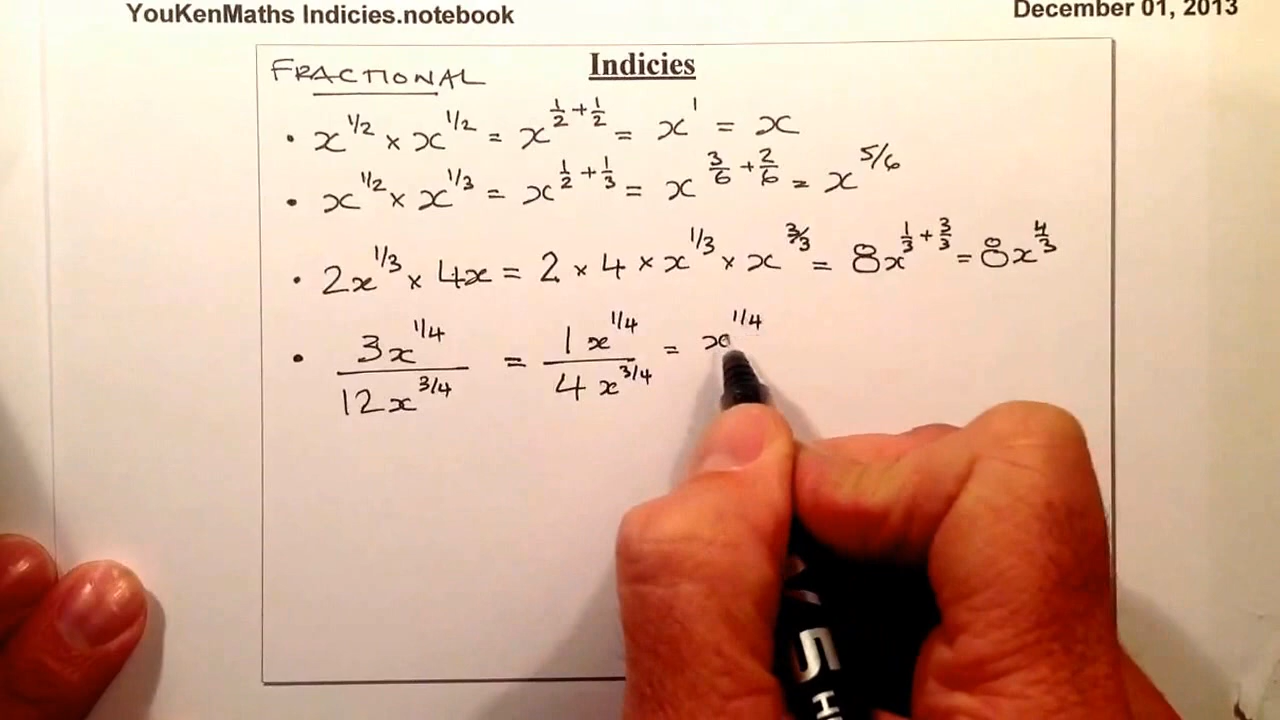 YouKenMaths Indicies.notebook December 01, 2013
FRACTIONAL Indicies
• x^1/2 × x^1/2 = x^(1/2 + 1/2) = x^1 = x
• x^1/2 × x^1/3 = x^(1/2 + 1/3) = x^(3/6 + 2/6) = x^5/6
• 2x^1/3 × 4x = 2 × 4 × x^1/3 × x^3/3 = 8x^(1/3 + 3/3) = 8x^4/3
• 3x^1/4 / 12x^3/4 = 1x^1/4 / 4x^3/4 = x^1/4
5
H